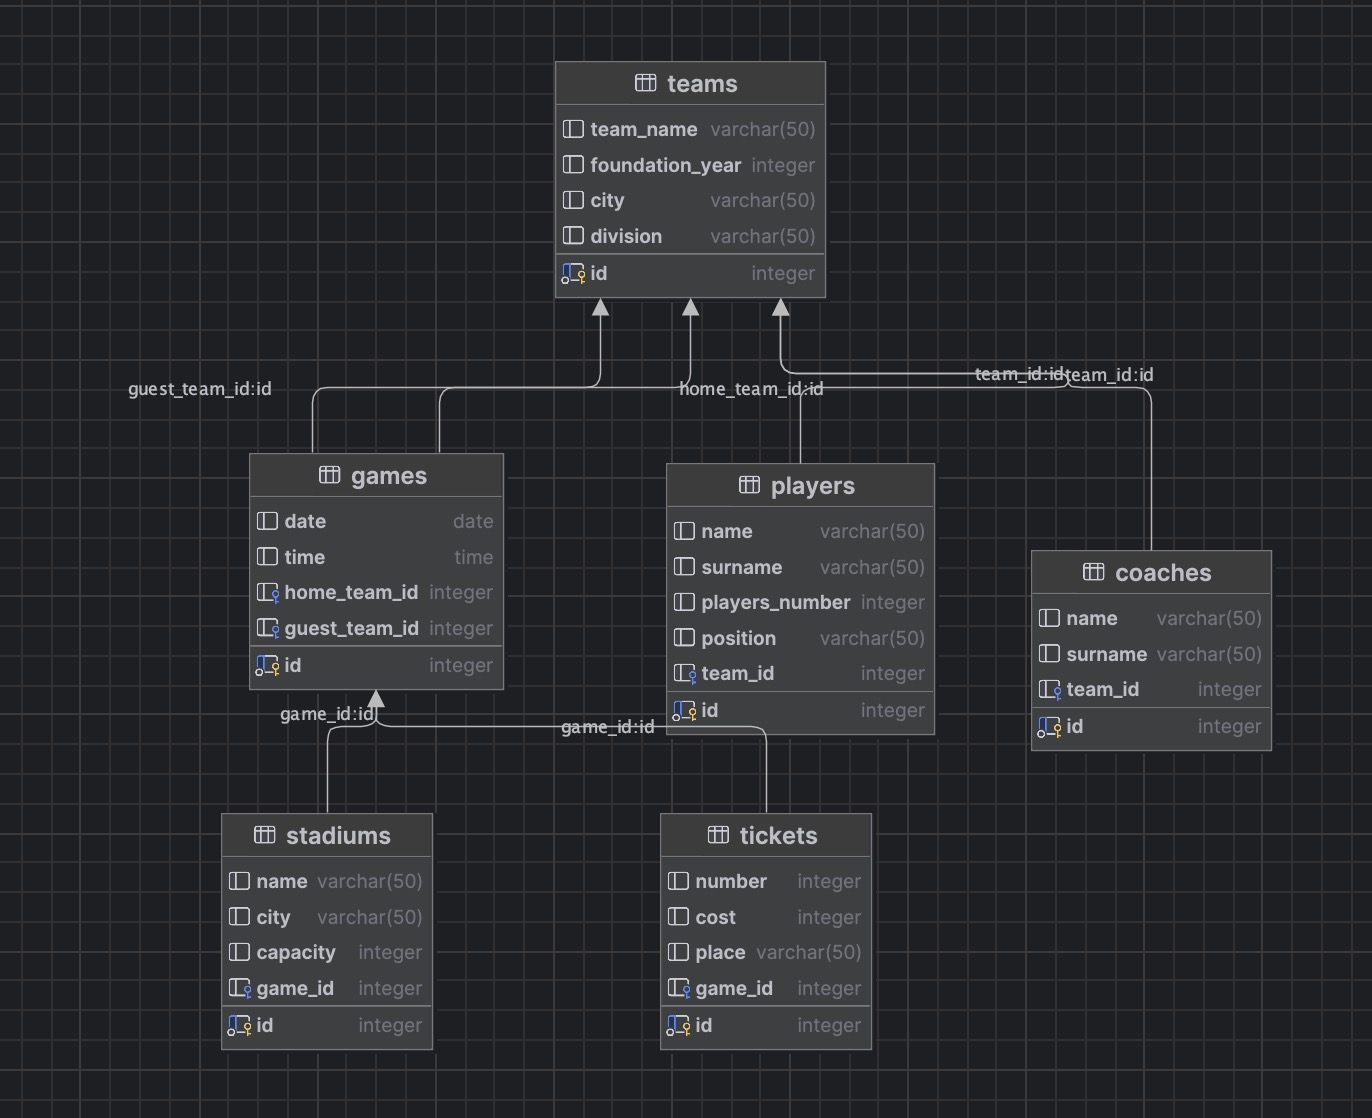 teams
team_name varchar(50)
foundation_year integer
city varchar(50)
division varchar(50)
id integer
guest_team_id:id
home_team_id:id
team_id:id
team_id:id
games
date date
time time
home_team_id integer
guest_team_id integer
id integer
players
name varchar(50)
surname varchar(50)
players_number integer
position varchar(50)
team_id integer
id integer
coaches
name varchar(50)
surname varchar(50)
team_id integer
id integer
game_id:id
game_id:id
stadiums
name varchar(50)
city varchar(50)
capacity integer
game_id integer
id integer
tickets
number integer
cost integer
place varchar(50)
game_id integer
id integer